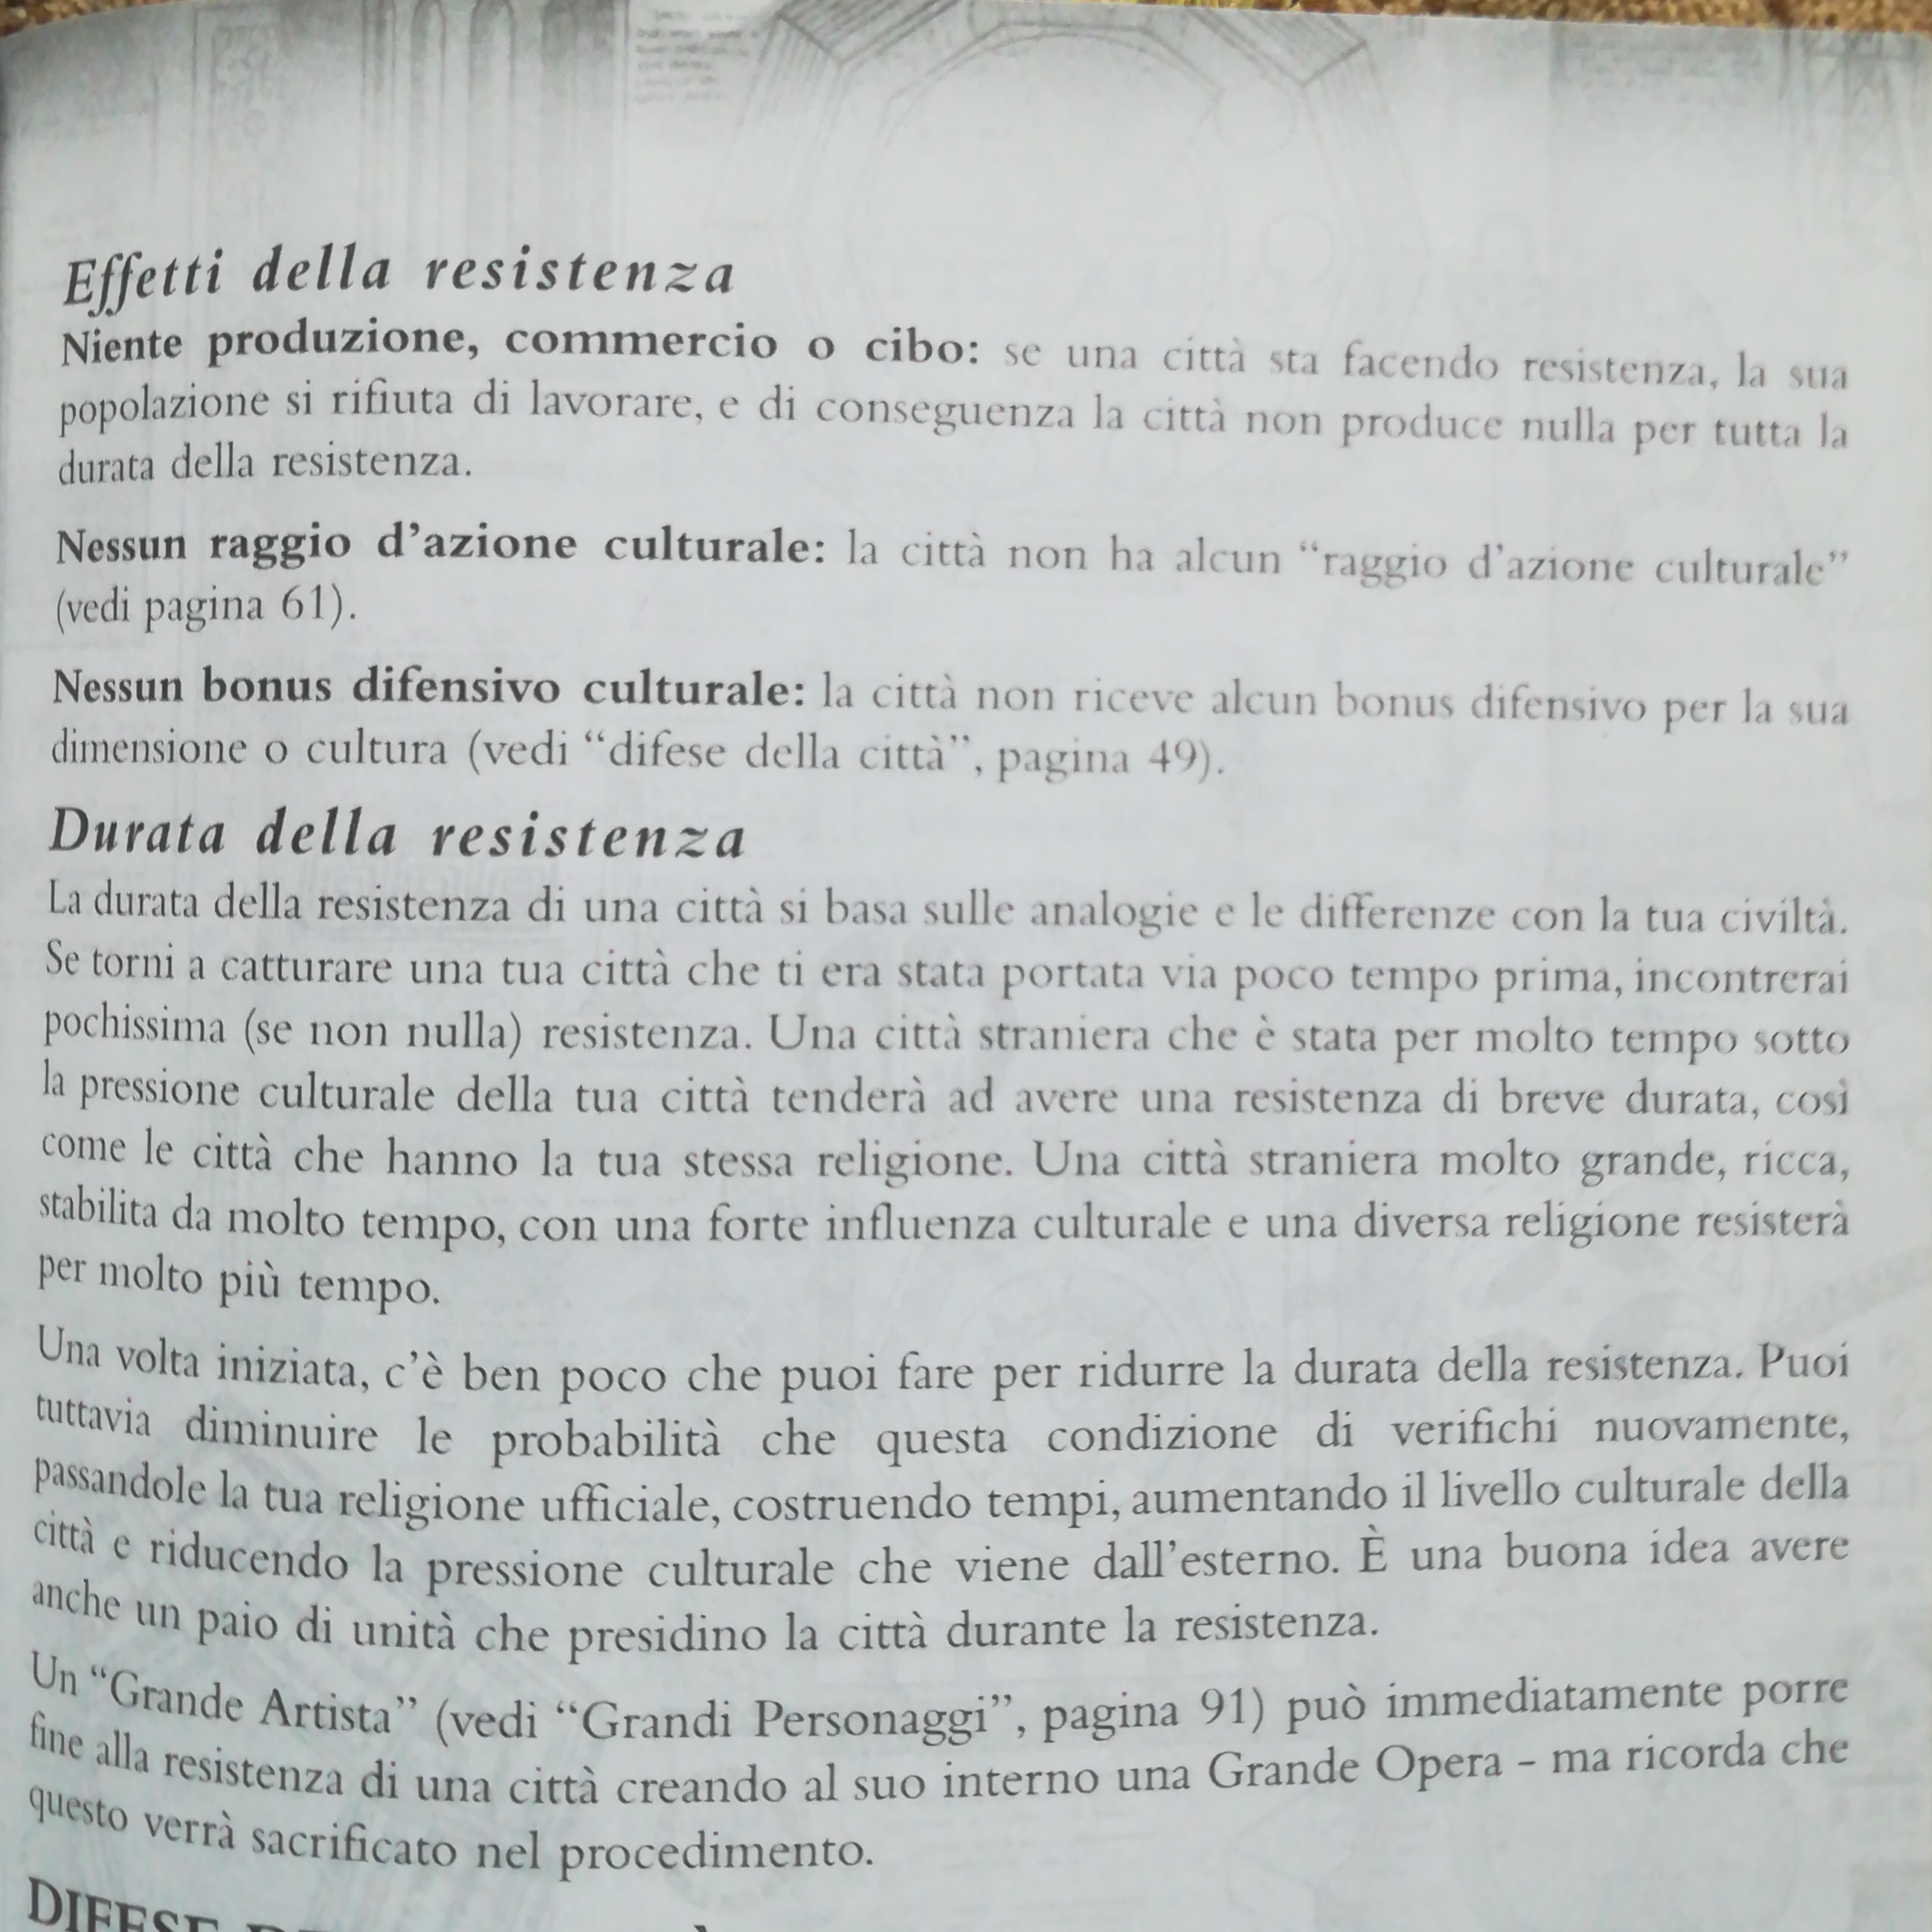 Effetti della resistenza
Niente produzione, commercio o cibo: se una città sta facendo resistenza, la sua
popolazione si rifiuta di lavorare, e di conseguenza la città non produce nulla per tutta la
durata della resistenza.
Nessun raggio d'azione culturale: la città non ha alcun “raggio d'azione culturale”
(vedi pagina 61).
Nessun bonus difensivo culturale: la città non riceve alcun bonus difensivo per la sua
dimensione o cultura (vedi “difese della città”, pagina 49).
Durata della resistenza
La durata della resistenza di una città si basa sulle analogie e le differenze con la tua civiltà.
Se torni a catturare una tua città che ti era stata portata via poco tempo prima, incontrerai
pochissima (se non nulla) resistenza. Una città straniera che è stata per molto tempo sotto
la pressione culturale della tua città tenderà ad avere una resistenza di breve durata, così
come le città che hanno la tua stessa religione. Una città straniera molto grande, ricca,
stabilita da molto tempo, con una forte influenza culturale e una diversa religione resisterà
per molto più tempo.
Una volta iniziata, c'è ben poco che puoi fare per ridurre la durata della resistenza. Puoi
tuttavia diminuire le probabilità che questa condizione di verifichi nuovamente,
passandole la tua religione ufficiale, costruendo tempi, aumentando il livello culturale della
città e riducendo la pressione culturale che viene dall'esterno. È una buona idea avere
anche un paio di unità che presidino la città durante la resistenza.
Un “Grande Artista” (vedi “Grandi Personaggi”, pagina 91) può immediatamente porre
fine alla resistenza di una città creando al suo interno una Grande Opera – ma ricorda che
questo verrà sacrificato nel procedimento.
DIFESE